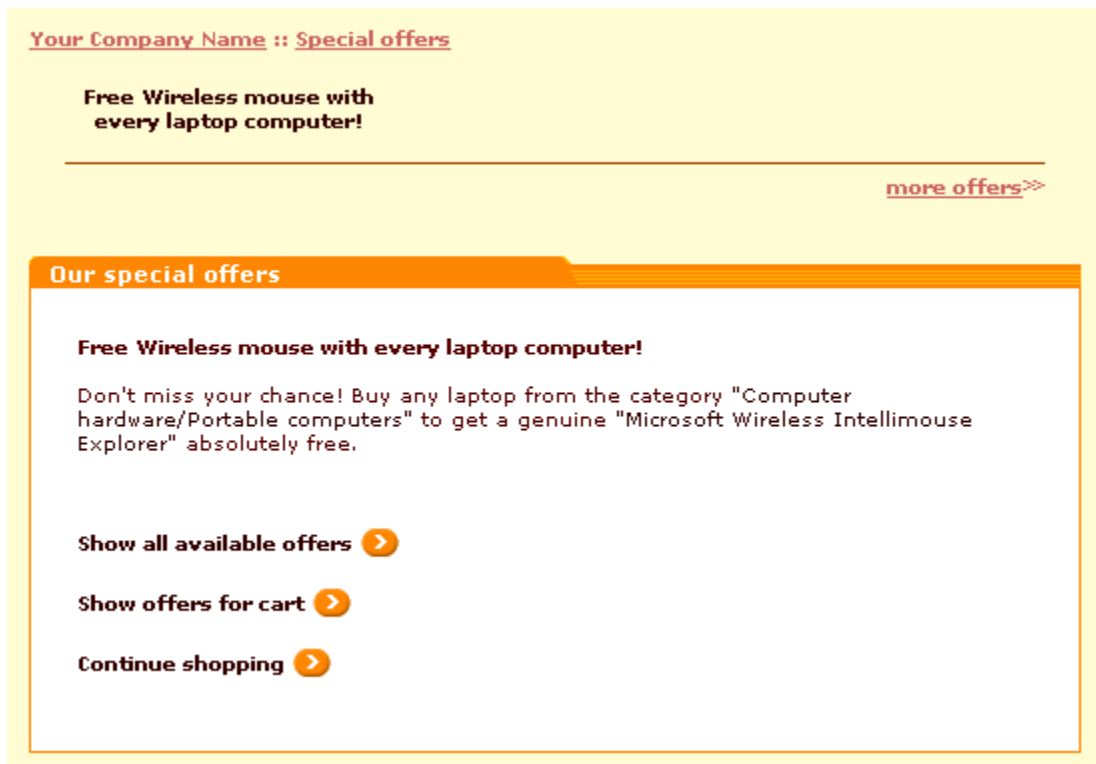 Your Company Name :: Special offers
Free Wireless mouse with
every laptop computer!
more offers>>
Our special offers
Free Wireless mouse with every laptop computer!
Don't miss your chance! Buy any laptop from the category "Computer
hardware/Portable computers" to get a genuine "Microsoft Wireless Intellimouse
Explorer" absolutely free.
Show all available offers
Show offers for cart
Continue shopping